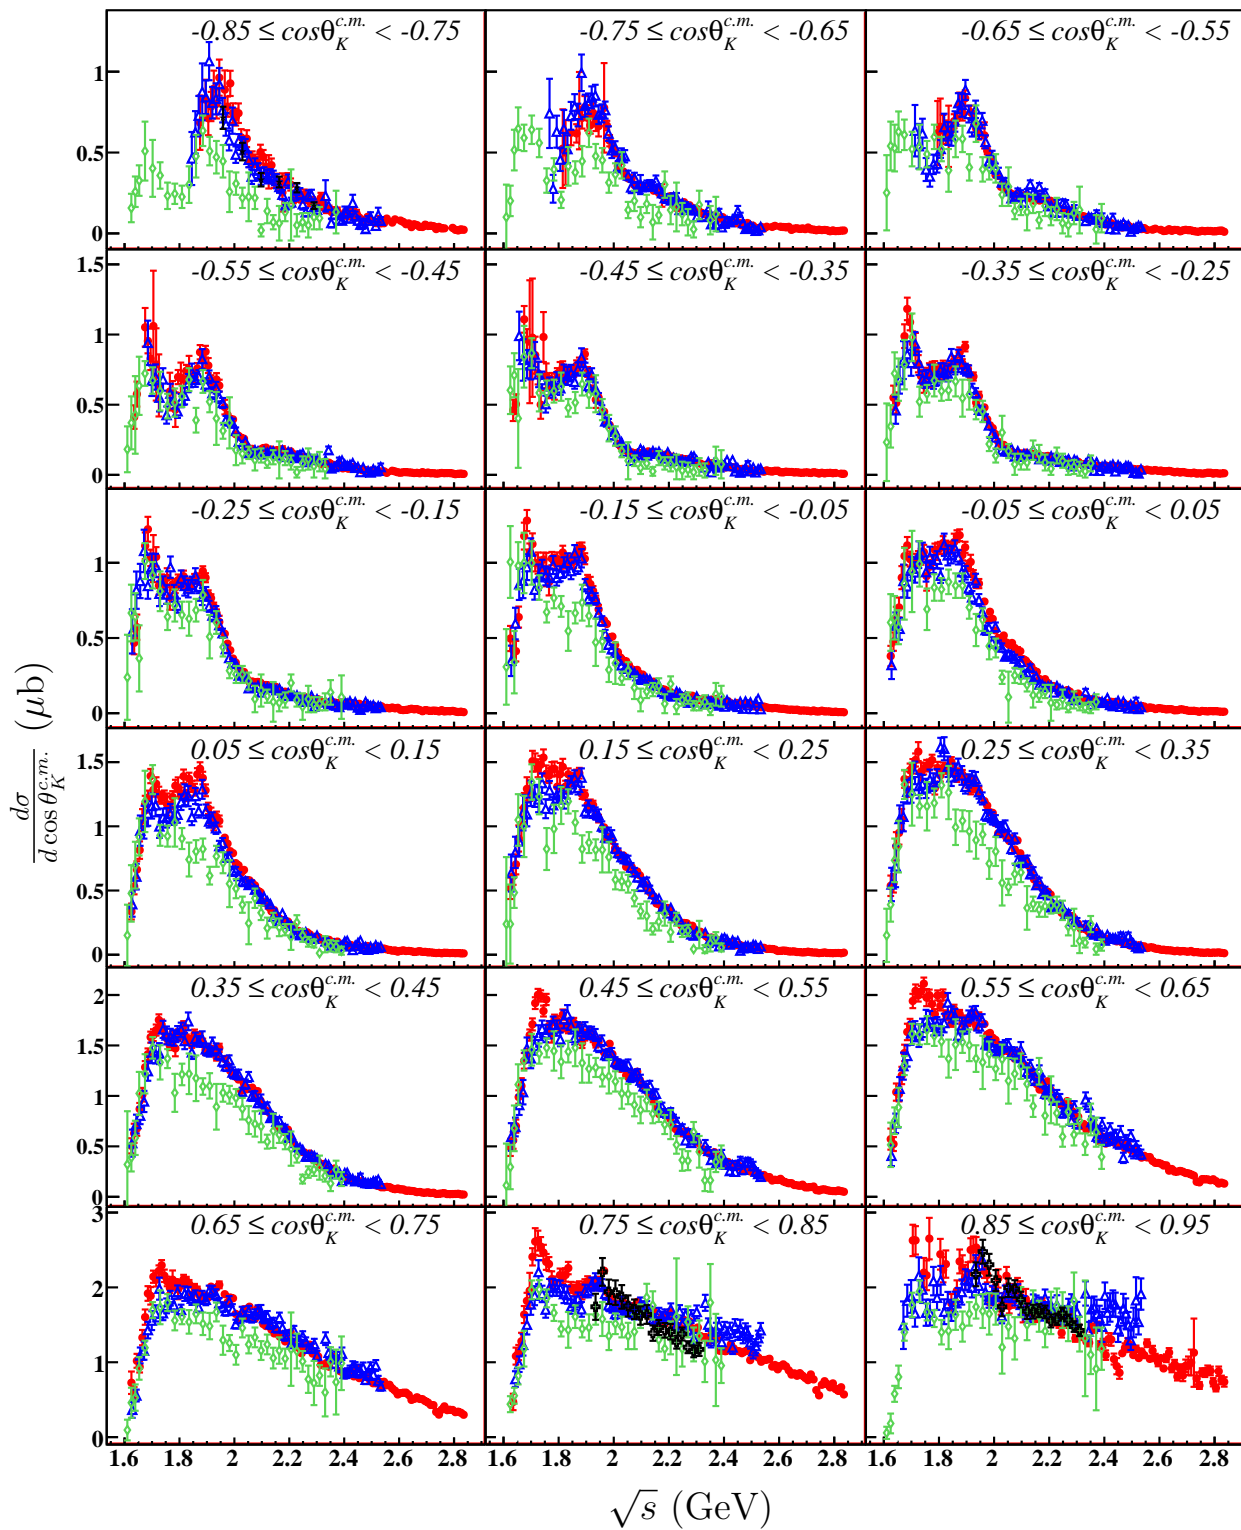 -0.85 ≤ cosθ_K^{c.m.} < -0.75 -0.75 ≤ cosθ_K^{c.m.} < -0.65 -0.65 ≤ cosθ_K^{c.m.} < -0.55
1
0.5
0
-0.55 ≤ cosθ_K^{c.m.} < -0.45 -0.45 ≤ cosθ_K^{c.m.} < -0.35 -0.35 ≤ cosθ_K^{c.m.} < -0.25
1.5
1
0.5
0
-0.25 ≤ cosθ_K^{c.m.} < -0.15 -0.15 ≤ cosθ_K^{c.m.} < -0.05 -0.05 ≤ cosθ_K^{c.m.} < 0.05
1
0.5
0
dσ / d cos θ_K^{c.m.} (μb)
0.05 ≤ cosθ_K^{c.m.} < 0.15 0.15 ≤ cosθ_K^{c.m.} < 0.25 0.25 ≤ cosθ_K^{c.m.} < 0.35
1.5
1
0.5
0
0.35 ≤ cosθ_K^{c.m.} < 0.45 0.45 ≤ cosθ_K^{c.m.} < 0.55 0.55 ≤ cosθ_K^{c.m.} < 0.65
2
1.5
1
0.5
0
0.65 ≤ cosθ_K^{c.m.} < 0.75 0.75 ≤ cosθ_K^{c.m.} < 0.85 0.85 ≤ cosθ_K^{c.m.} < 0.95
3
2
1
0
1.6 1.8 2 2.2 2.4 2.6 2.8 1.6 1.8 2 2.2 2.4 2.6 2.8 1.6 1.8 2 2.2 2.4 2.6 2.8
√s (GeV)